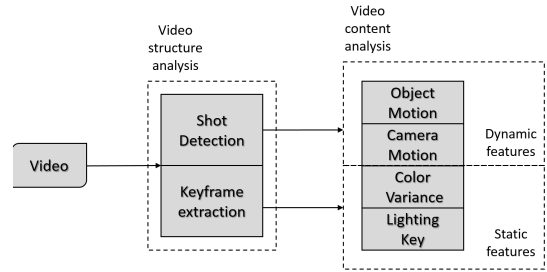 Video
structure
analysis
Video
content
analysis
Video
Shot
Detection
Keyframe
extraction
Object
Motion
Camera
Motion
Color
Variance
Lighting
Key
Dynamic
features
Static
features